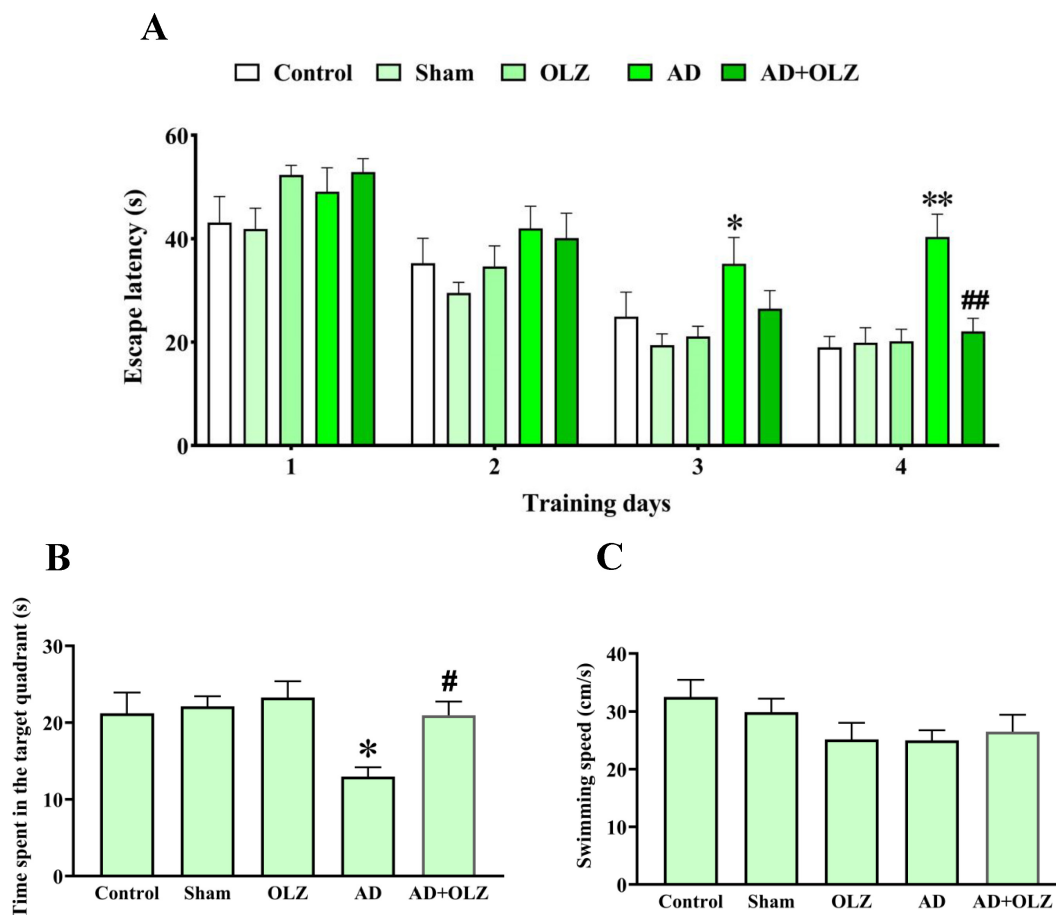 A
Control Sham OLZ AD AD+OLZ
Escape latency (s)
60
40
20
0
* ** ##
1 2 3 4
Training days
B
Time spent in the target quadrant (s)
30
20
10
0
* #
Control Sham OLZ AD AD+OLZ
C
Swimming speed (cm/s)
40
30
20
10
0
Control Sham OLZ AD AD+OLZ